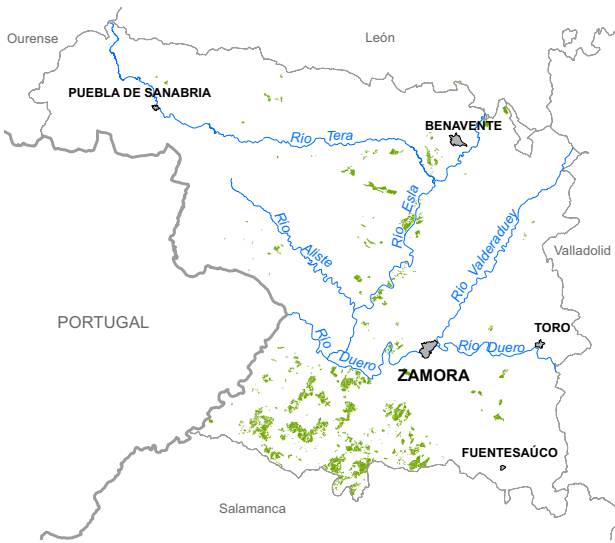 Ourense
León
PUEBLA DE SANABRIA
BENAVENTE
Río Tera
Río Esla
Río Aliste
Río Valderaduey
Valladolid
PORTUGAL
TORO
Río Duero
Río Duero
ZAMORA
FUENTESAÚCO
Salamanca